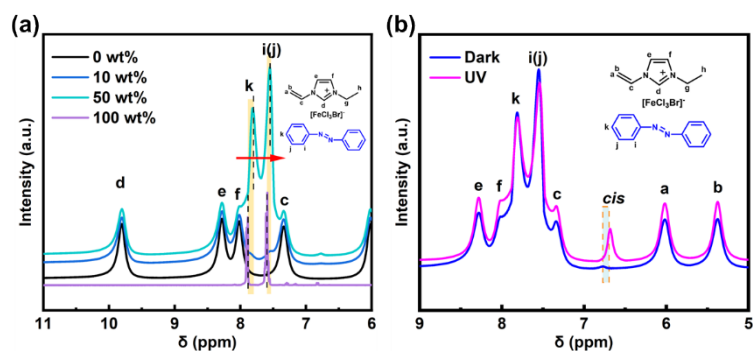 (a)
Intensity (a.u.)
0 wt%
10 wt%
50 wt%
100 wt%
d
e
f
k
i(j)
c
a
b
c
d
e
f
g
h
N
+
N
[FeCl₃Br]⁻
k
j
i
N=N
11 10 9 8 7 6
δ (ppm)
(b)
Intensity (a.u.)
Dark
UV
e
f
k
i(j)
c
cis
a
b
a
b
c
d
e
f
g
h
N
+
N
[FeCl₃Br]⁻
k
j
i
N=N
9 8 7 6 5
δ (ppm)